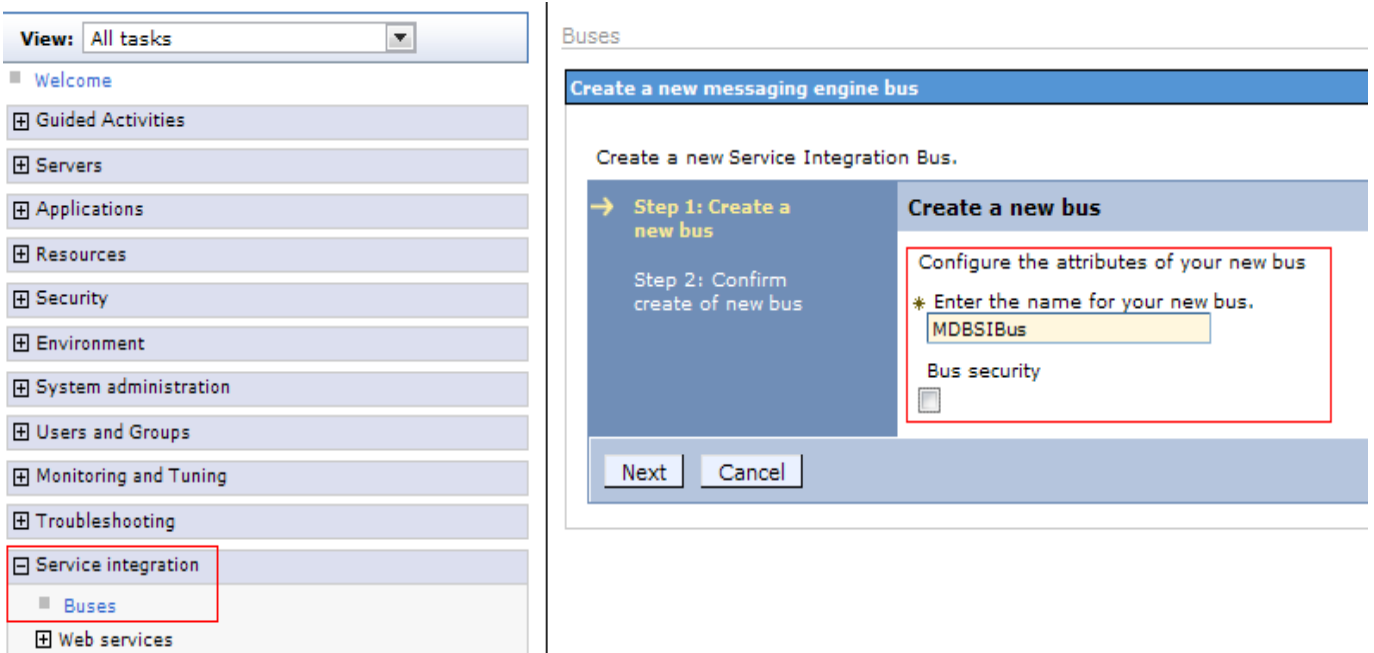 View: All tasks
Welcome
Guided Activities
Servers
Applications
Resources
Security
Environment
System administration
Users and Groups
Monitoring and Tuning
Troubleshooting
Service integration
Buses
Web services
Buses
Create a new messaging engine bus
Create a new Service Integration Bus.
Step 1: Create a
new bus
Step 2: Confirm
create of new bus
Create a new bus
Configure the attributes of your new bus
* Enter the name for your new bus.
MDBSIBus
Bus security
Next Cancel